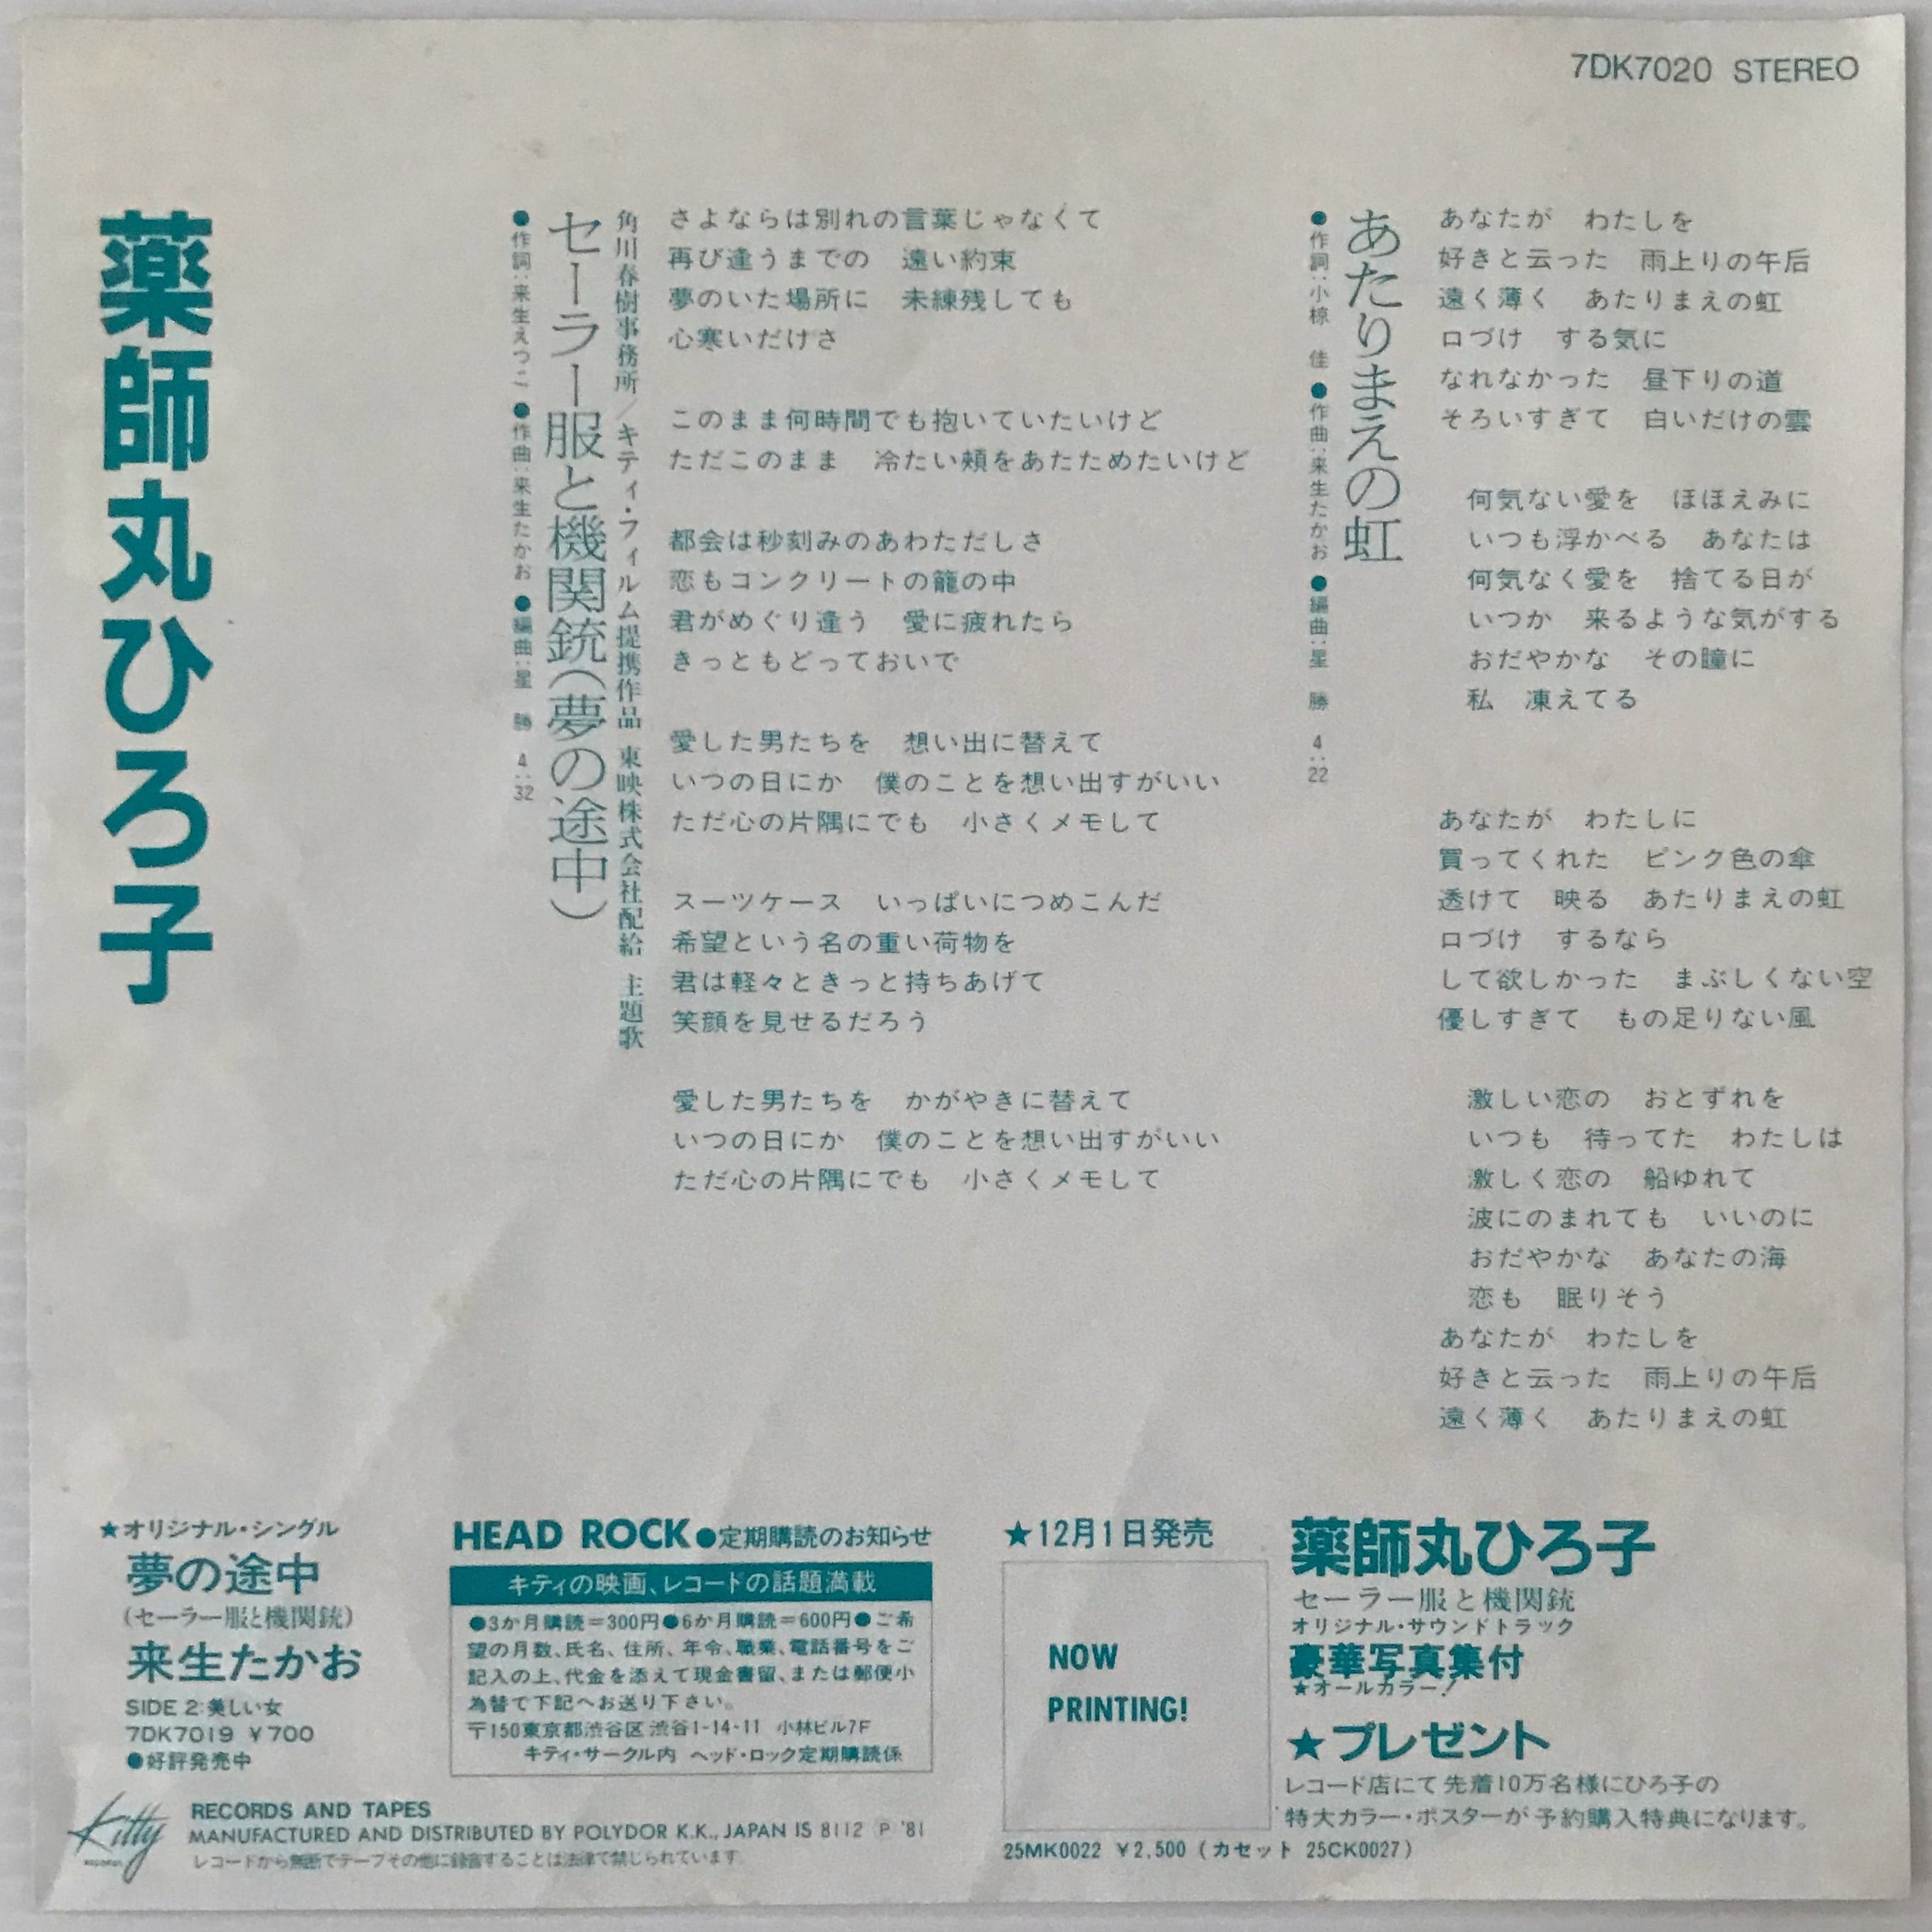 7DK7020 STEREO
薬師丸ひろ子
角川春樹事務所/キティ・フィルム提携作品 東映株式会社配給 主題歌
セーラー服と機関銃(夢の途中)
●作詞:来生えつこ ●作曲:来生たかお ●編曲:星 勝 4:32
さよならは別れの言葉じゃなくて
再び逢うまでの 遠い約束
夢のいた場所に 未練残しても
心寒いだけさ
このまま何時間でも抱いていたいけど
ただこのまま 冷たい頬をあたためたいけど
都会は秒刻みのあわただしさ
恋もコンクリートの籠の中
君がめぐり逢う 愛に疲れたら
きっともどっておいで
愛した男たちを 想い出に替えて
いつの日にか 僕のことを想い出すがいい
ただ心の片隅にでも 小さくメモして
スーツケース いっぱいにつめこんだ
希望という名の重い荷物を
君は軽々ときっと持ちあげて
笑顔を見せるだろう
愛した男たちを かがやきに替えて
いつの日にか 僕のことを想い出すがいい
ただ心の片隅にでも 小さくメモして
あたりまえの虹
●作詞:小椋 佳 ●作曲:来生たかお ●編曲:星 勝 4:22
あなたが わたしを
好きと云った 雨上りの午后
遠く薄く あたりまえの虹
口づけ する気に
なれなかった 昼下りの道
そろいすぎて 白いだけの雲
何気ない愛を ほほえみに
いつも浮かべる あなたは
何気なく愛を 捨てる日が
いつか 来るような気がする
おだやかな その瞳に
私 凍えてる
あなたが わたしに
買ってくれた ピンク色の傘
透けて 映る あたりまえの虹
口づけ するなら
して欲しかった まぶしくない空
優しすぎて もの足りない風
激しい恋の おとずれを
いつも 待ってた わたしは
激しく恋の 船ゆれて
波にのまれても いいのに
おだやかな あなたの海
恋も 眠りそう
あなたが わたしを
好きと云った 雨上りの午后
遠く薄く あたりまえの虹
★オリジナル・シングル
夢の途中
(セーラー服と機関銃)
来生たかお
SIDE 2:美しい女
7DK7019 ￥700
●好評発売中
HEAD ROCK●定期購読のお知らせ
キティの映画、レコードの話題満載
●3か月購読＝300円●6か月購読＝600円●ご希
望の月数、氏名、住所、年令、職業、電話番号をご
記入の上、代金を添えて現金書留、または郵便小
為替で下記へお送り下さい。
〒150東京都渋谷区渋谷1-14-11 小林ビル7F
キティ・サークル内 ヘッド・ロック定期購読係
★12月1日発売
NOW
PRINTING!
25MK0022 ￥2,500 (カセット 25CK0027)
薬師丸ひろ子
セーラー服と機関銃
オリジナル・サウンドトラック
豪華写真集付
★オールカラー!
★プレゼント
レコード店にて先着10万名様にひろ子の
特大カラー・ポスターが予約購入特典になります。
Kitty
RECORDS
RECORDS AND TAPES
MANUFACTURED AND DISTRIBUTED BY POLYDOR K.K., JAPAN IS 8112 Ⓟ '81
レコードから無断でテープその他に録音することは法律で禁じられています